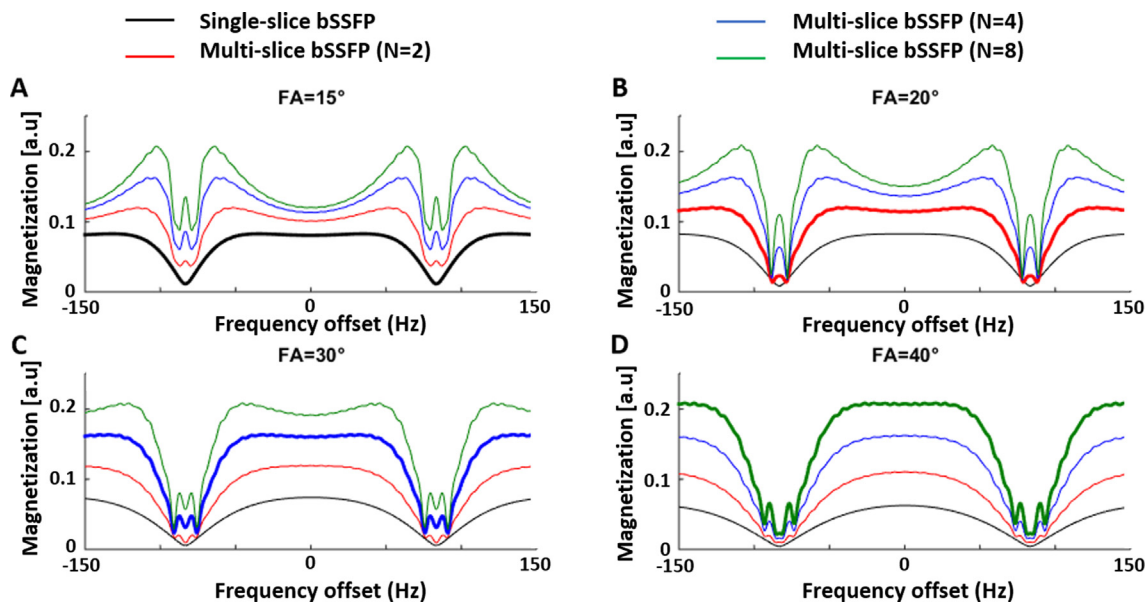 Single-slice bSSFP
Multi-slice bSSFP (N=4)
Multi-slice bSSFP (N=2)
Multi-slice bSSFP (N=8)
A
FA=15°
B
FA=20°
Magnetization [a.u]
0.2
0.1
0
-150
0
150
Frequency offset (Hz)
Magnetization [a.u]
0.2
0.1
0
-150
0
150
Frequency offset (Hz)
C
FA=30°
D
FA=40°
Magnetization [a.u]
0.2
0.1
0
-150
0
150
Frequency offset (Hz)
Magnetization [a.u]
0.2
0.1
0
-150
0
150
Frequency offset (Hz)